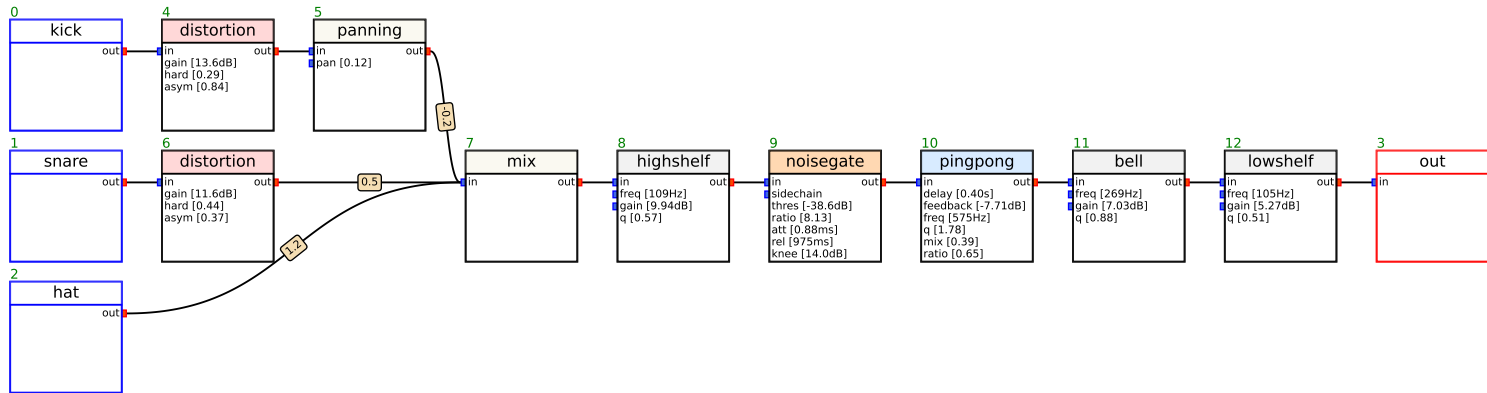 0
kick
out
4
distortion
in out
gain [13.6dB]
hard [0.29]
asym [0.84]
5
panning
in out
pan [0.12]
-0.2
1
snare
out
6
distortion
in out
gain [11.6dB]
hard [0.44]
asym [0.37]
0.5
1.2
2
hat
out
7
mix
in out
8
highshelf
in out
freq [109Hz]
gain [9.94dB]
q [0.57]
9
noisegate
in out
sidechain
thres [-38.6dB]
ratio [8.13]
att [0.88ms]
rel [975ms]
knee [14.0dB]
10
pingpong
in out
delay [0.40s]
feedback [-7.71dB]
freq [575Hz]
q [1.78]
mix [0.39]
ratio [0.65]
11
bell
in out
freq [269Hz]
gain [7.03dB]
q [0.88]
12
lowshelf
in out
freq [105Hz]
gain [5.27dB]
q [0.51]
3
out
in